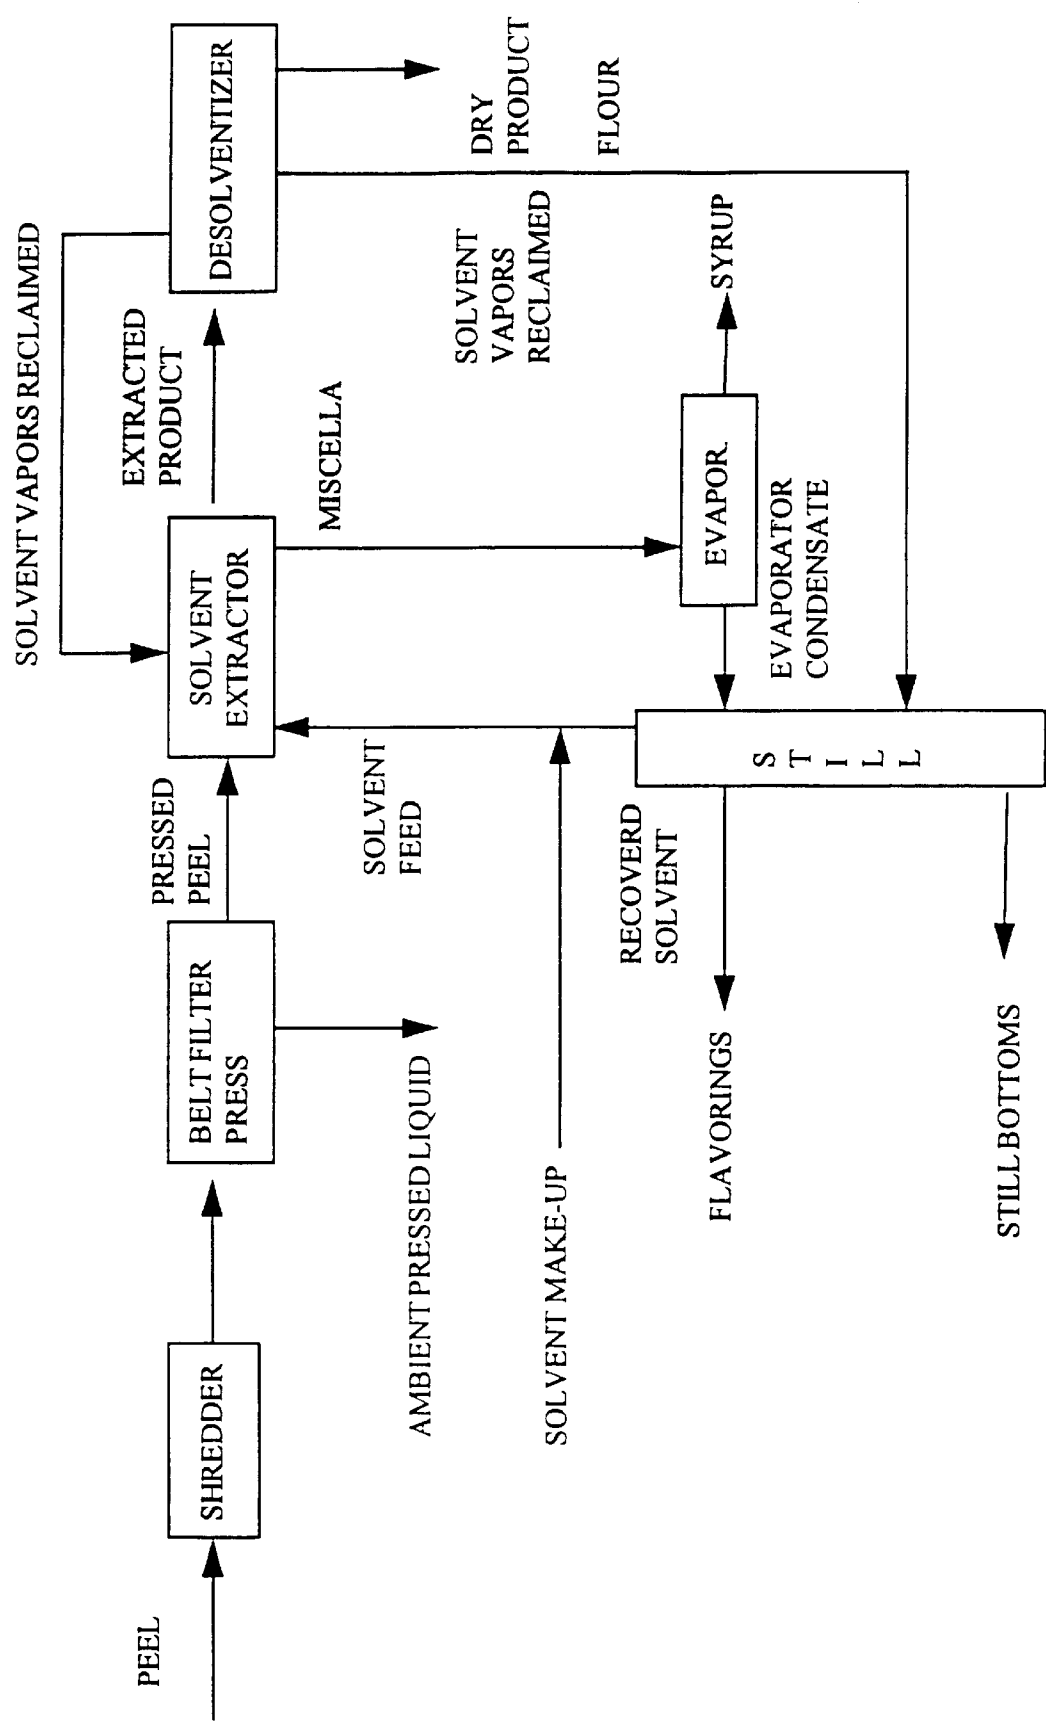 SOLVENT VAPORS RECLAIMED
PEEL
SHREDDER
BELT FILTER
PRESS
PRESSED
PEEL
SOLVENT
EXTRACTOR
EXTRACTED
PRODUCT
DESOLVENTIZER
AMBIENT PRESSED LIQUID
SOLVENT
FEED
MISCELLA
SOLVENT
VAPORS
RECLAIMED
DRY
PRODUCT
FLOUR
SOLVENT MAKE-UP
RECOVERD
SOLVENT
EVAPOR.
SYRUP
EVAPORATOR
CONDENSATE
FLAVORINGS
S
T
I
L
L
STILL BOTTOMS